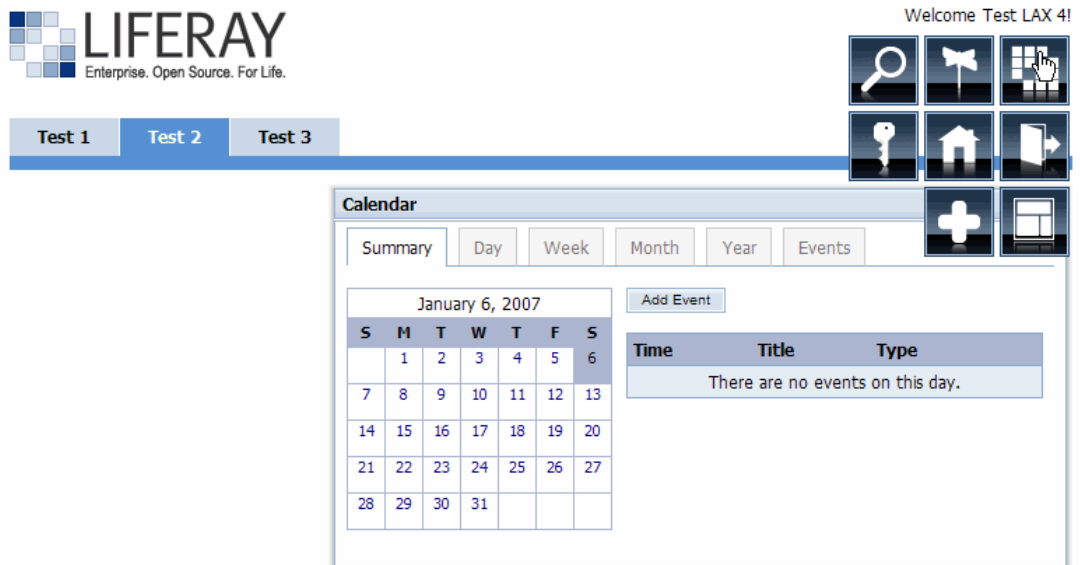 Welcome Test LAX 4!
LIFERAY
Enterprise. Open Source. For Life.
Test 1 Test 2 Test 3
Calendar
Summary Day Week Month Year Events
January 6, 2007
Add Event
S M T W T F S
Time Title Type
1 2 3 4 5 6
There are no events on this day.
7 8 9 10 11 12 13
14 15 16 17 18 19 20
21 22 23 24 25 26 27
28 29 30 31